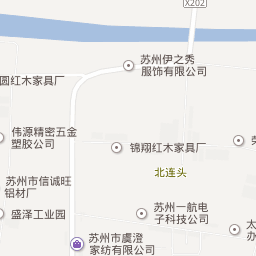 X202
苏州伊之秀
服饰有限公司
圆红木家具厂
伟源精密五金
塑胶公司
锦翔红木家具厂
北连头
苏州市信诚旺
铝材厂
盛泽工业园
苏州一航电
子科技公司
苏州市虞澄
家纺有限公司
太
办